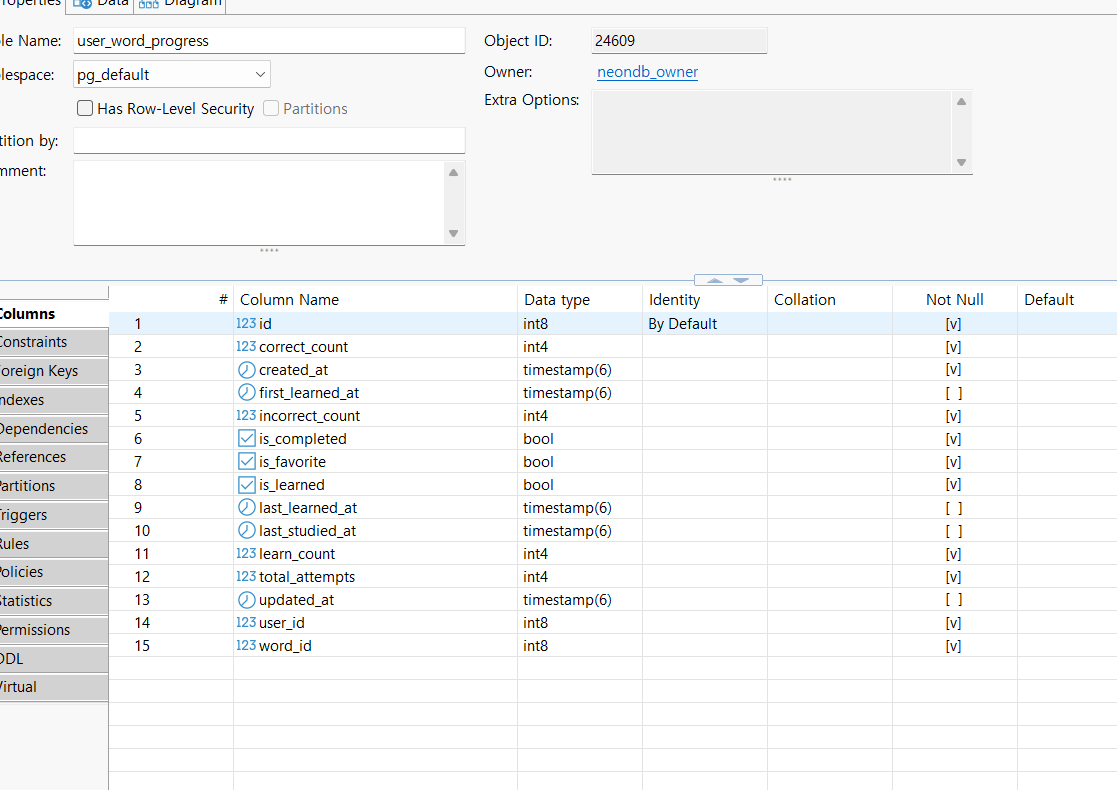 Properties Data Diagram
le Name: user_word_progress Object ID: 24609
lespace: pg_default Owner: neondb_owner
Has Row-Level Security Partitions Extra Options:
ition by:
mment:
# Column Name Data type Identity Collation Not Null Default
Columns
Constraints
Foreign Keys
Indexes
Dependencies
References
Partitions
Triggers
Rules
Policies
Statistics
Permissions
DDL
Virtual
1 123 id int8 By Default [v]
2 123 correct_count int4 [v]
3 created_at timestamp(6) [v]
4 first_learned_at timestamp(6) [ ]
5 123 incorrect_count int4 [v]
6 is_completed bool [v]
7 is_favorite bool [v]
8 is_learned bool [v]
9 last_learned_at timestamp(6) [ ]
10 last_studied_at timestamp(6) [ ]
11 123 learn_count int4 [v]
12 123 total_attempts int4 [v]
13 updated_at timestamp(6) [ ]
14 123 user_id int8 [v]
15 123 word_id int8 [v]